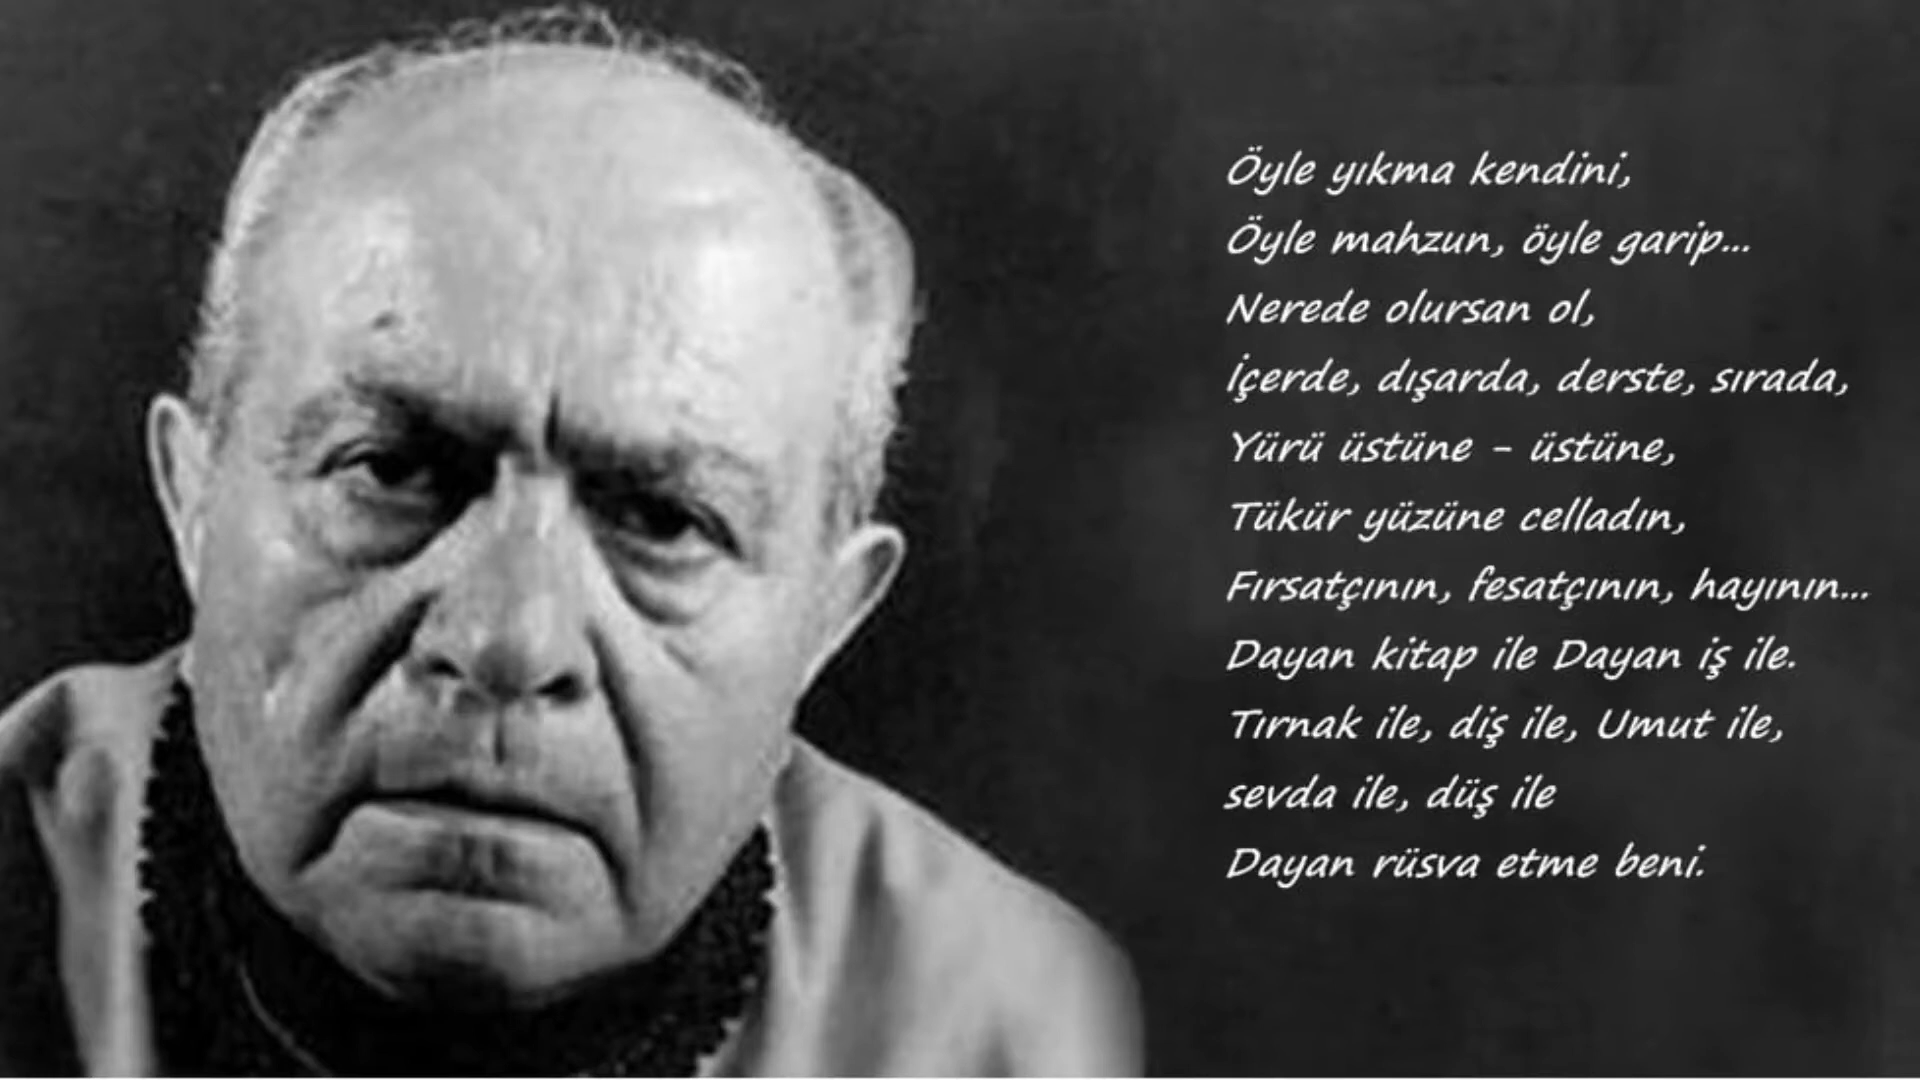 Öyle yıkma kendini,
Öyle mahzun, öyle garip...
Nerede olursan ol,
İçerde, dışarda, derste, sırada,
Yürü üstüne - üstüne,
Tükür yüzüne celladın,
Fırsatçının, fesatçının, hayının...
Dayan kitap ile Dayan iş ile.
Tırnak ile, diş ile, Umut ile,
sevda ile, düş ile
Dayan rüsva etme beni.